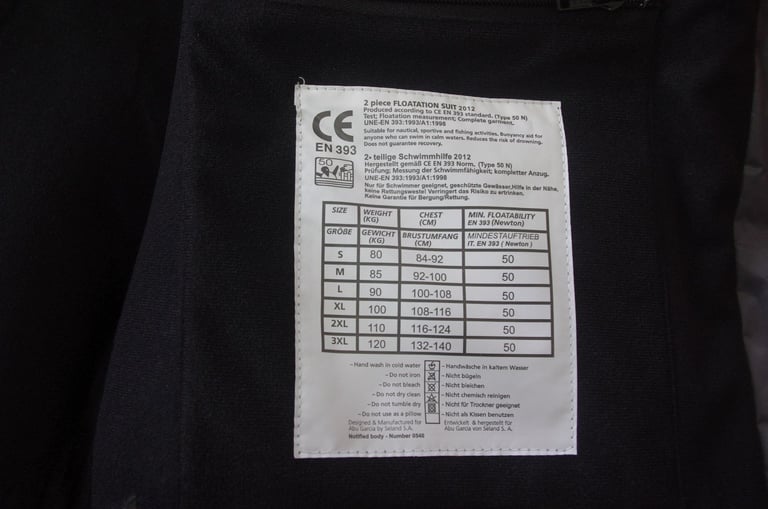 CE
EN 393
50
2 piece FLOATATION SUIT 2012
Produced according to CE EN 393 standard. (Type 50 N)
Test; Floatation measurement; Complete garment.
UNE-EN 393:1993/A1:1998
Suitable for nautical, sportive and fishing activities. Buoyancy aid for
anyone who can swim in calm waters. Reduces the risk of drowning.
Does not guarantee recovery.
2- teilige Schwimmhilfe 2012
Hergestellt gemäß CE EN 393 Norm. (Type 50 N)
Prüfung; Messung der Schwimmfähigkeit; kompletter Anzug.
UNE-EN 393:1993/A1:1998
Nur für Schwimmer geeignet, geschützte Gewässer.Hilfe in der Nähe,
keine Rettungsweste! Verringert das Risiko zu ertrinken.
Keine Garantie für Bergung/Rettung.
SIZE WEIGHT (KG) CHEST (CM) MIN. FLOATABILITY EN 393 (Newton)
GRÖßE GEWICHT (KG) BRUSTUMFANG (CM) MINDESTAUFTRIEB IT. EN 393 ( Newton )
S 80 84-92 50
M 85 92-100 50
L 90 100-108 50
XL 100 108-116 50
2XL 110 116-124 50
3XL 120 132-140 50
– Hand wash in cold water – Handwäsche in kaltem Wasser
– Do not iron –Nicht bügeln
– Do not bleach –Nicht bleichen
– Do not dry clean –Nicht chemisch reinigen
– Do not tumble dry –Nicht für Trockner geeignet
–Do not use as a pillow –Nicht als Kissen benutzen
Designed & Manufactured for Entwickelt & hergestellt für
Abu Garcia by Seland S.A. Abu Garcia von Seland S.A.
Notified body - Number 0540